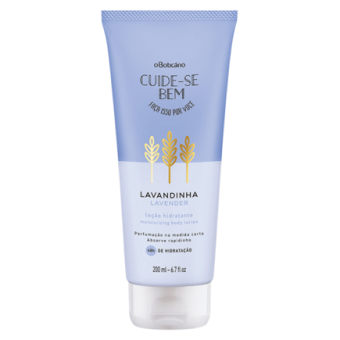 oBoticário
CUIDE-SE
BEM
FAÇA ISSO POR VOCÊ
LAVANDINHA
LAVENDER
loção hidratante
moisturizing body lotion
Perfumação na medida certa
Absorve rapidinho
48h DE HIDRATAÇÃO
200 ml - 6.7 fl oz